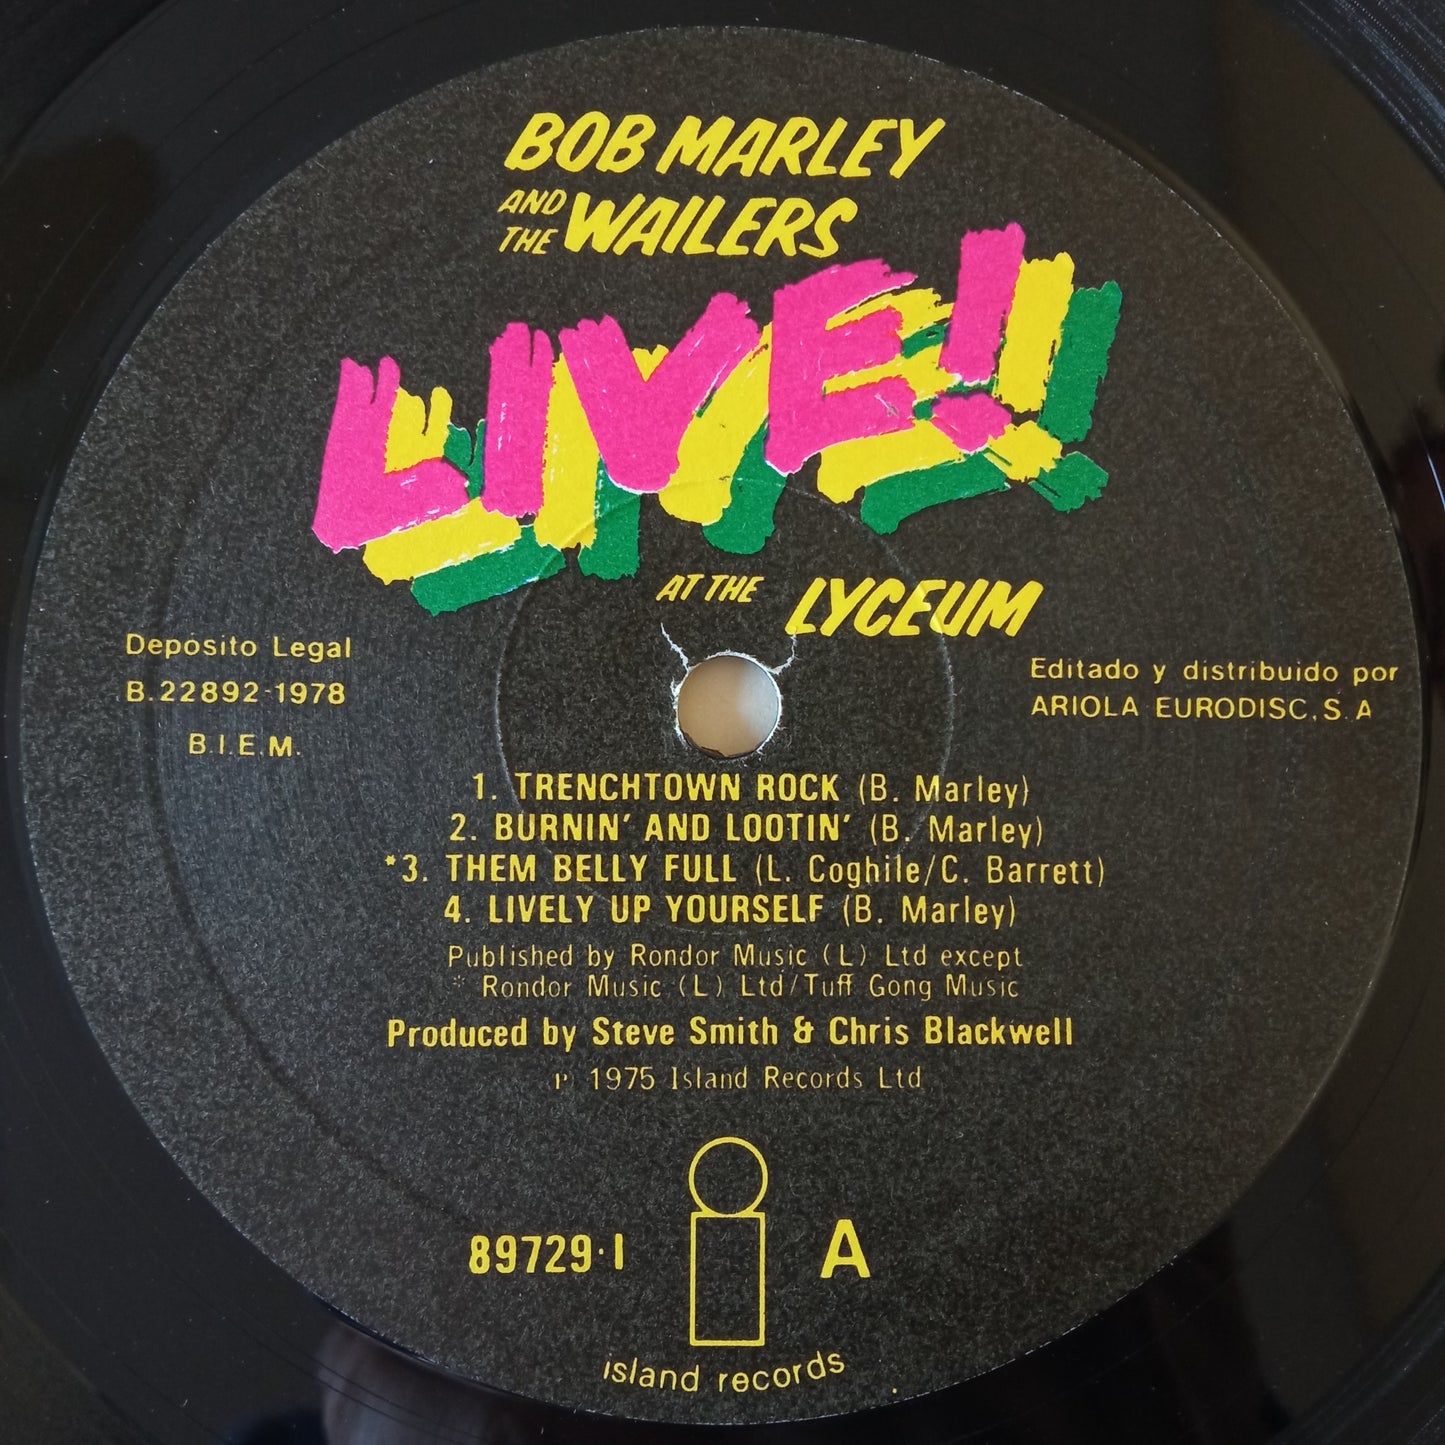 BOB MARLEY
AND THE WAILERS
LIVE!
AT THE LYCEUM
Deposito Legal
B.22892-1978
B.I.E.M.
Editado y distribuido por
ARIOLA EURODISC, S.A
1. TRENCHTOWN ROCK (B. Marley)
2. BURNIN' AND LOOTIN' (B. Marley)
*3. THEM BELLY FULL (L. Coghile/C. Barrett)
4. LIVELY UP YOURSELF (B. Marley)
Published by Rondor Music (L) Ltd except
* Rondor Music (L) Ltd/Tuff Gong Music
Produced by Steve Smith & Chris Blackwell
℗ 1975 Island Records Ltd
89729·I
A
island records